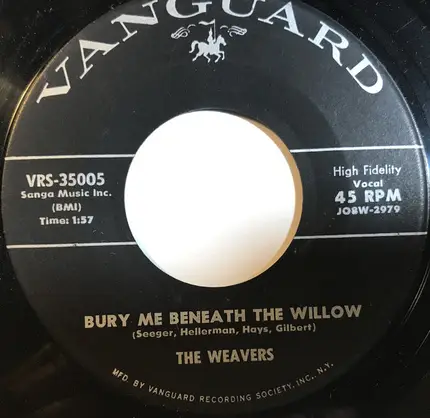 VANGUARD
VRS-35005
Sanga Music Inc.
(BMI)
Time: 1:57
High Fidelity
Vocal
45 RPM
JO8W-2979
BURY ME BENEATH THE WILLOW
(Seeger, Hellerman, Hays, Gilbert)
THE WEAVERS
MFD. BY VANGUARD RECORDING SOCIETY, INC., N.Y.